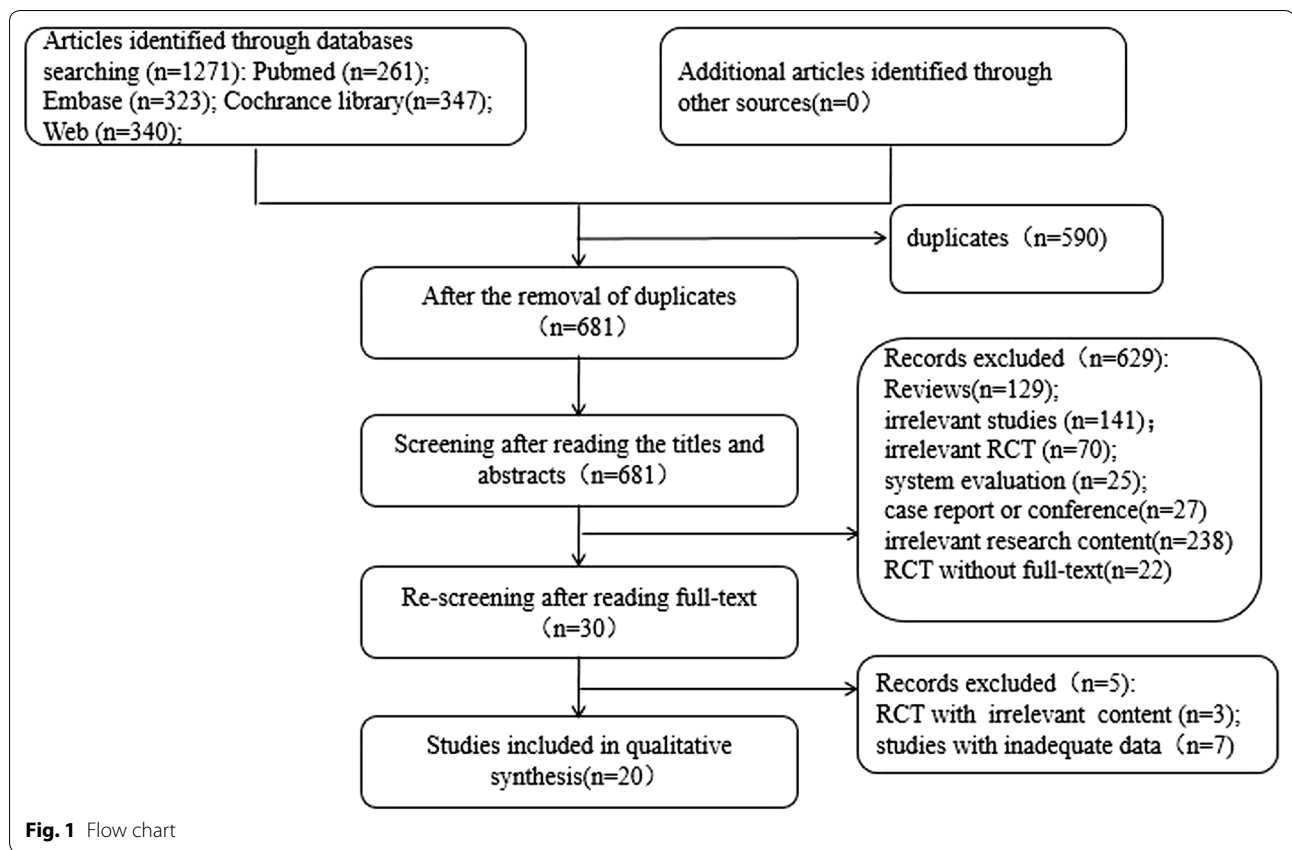 Articles identified through databases
searching (n=1271): Pubmed (n=261);
Embase (n=323); Cochrance library(n=347);
Web (n=340);
Additional articles identified through
other sources(n=0）
duplicates（n=590)
After the removal of duplicates
（n=681）
Records excluded（n=629):
Reviews(n=129);
irrelevant studies (n=141)；
irrelevant RCT (n=70);
system evaluation (n=25);
case report or conference(n=27)
irrelevant research content(n=238)
RCT without full-text(n=22)
Screening after reading the titles and
abstracts（n=681）
Re-screening after reading full-text
（n=30）
Records excluded（n=5):
RCT with irrelevant content (n=3);
studies with inadequate data（n=7)
Studies included in qualitative
synthesis(n=20）
Fig. 1 Flow chart